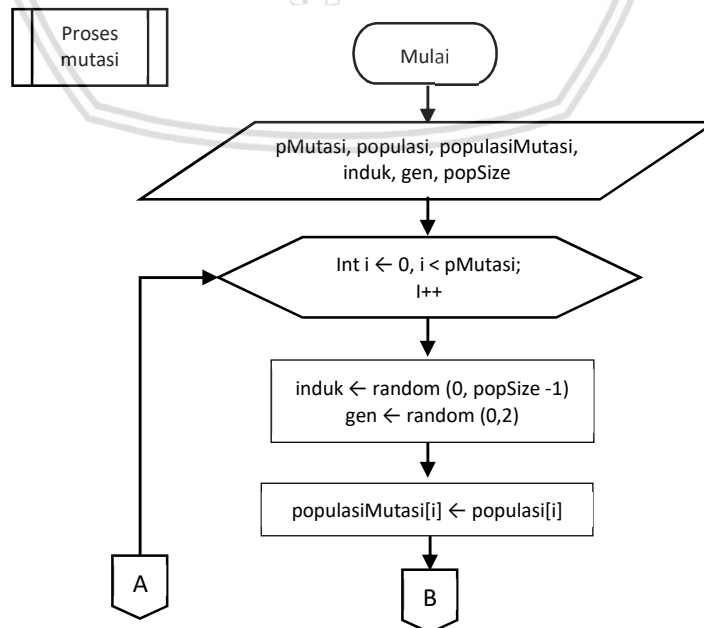 Proses
mutasi
Mulai
pMutasi, populasi, populasiMutasi,
induk, gen, popSize
Int i ← 0, i < pMutasi;
I++
induk ← random (0, popSize -1)
gen ← random (0,2)
populasiMutasi[i] ← populasi[i]
A
B